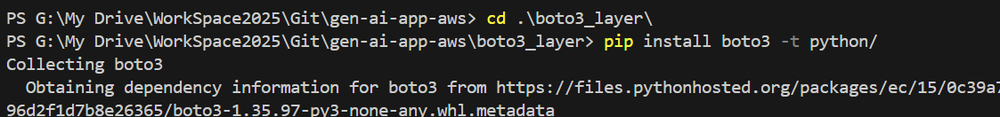 PS G:\My Drive\WorkSpace2025\Git\gen-ai-app-aws> cd .\boto3_layer\
PS G:\My Drive\WorkSpace2025\Git\gen-ai-app-aws\boto3_layer> pip install boto3 -t python/
Collecting boto3
  Obtaining dependency information for boto3 from https://files.pythonhosted.org/packages/ec/15/0c39a7
96d2f1d7b8e26365/boto3-1.35.97-py3-none-any.whl.metadata